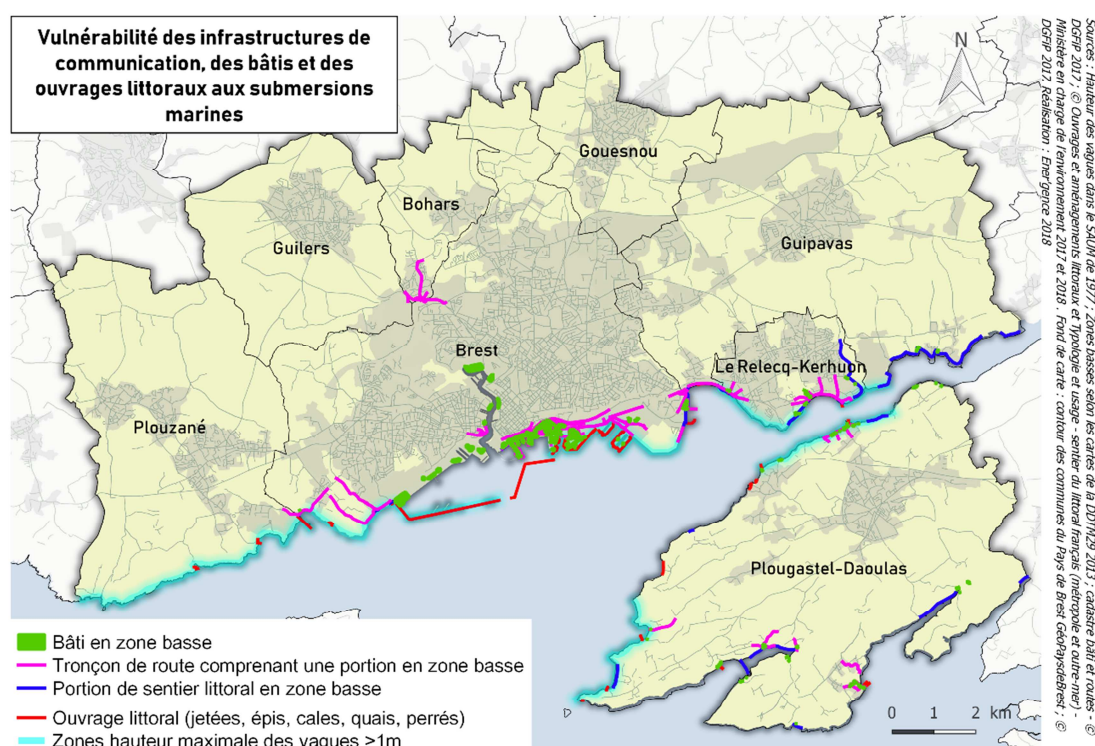 Vulnérabilité des infrastructures de
communication, des bâtis et des
ouvrages littoraux aux submersions
marines
N
Gouesnou
Bohars
Guilers
Guipavas
Brest
Le Relecq-Kerhuon
Plouzané
Plougastel-Daoulas
Bâti en zone basse
Tronçon de route comprenant une portion en zone basse
Portion de sentier littoral en zone basse
Ouvrage littoral (jetées, épis, cales, quais, perrés)
Zones hauteur maximale des vagues >1m
0 1 2 km
Sources : Hauteur des vagues dans le SAUM de 1977 ; Zones basses selon les cartes de la DDTM29 2013 ; cadastre bâti et routes - ©
DGFiP 2017 ; © Ouvrages et aménagements littoraux et Typologie et usage - sentier du littoral français (métropole et outre-mer) -
Ministère en charge de l'environnement 2017 et 2018 . Fond de carte : contour des communes du Pays de Brest GéoPaysdeBrest ; ©
DGFiP 2017. Réalisation : Energence 2018